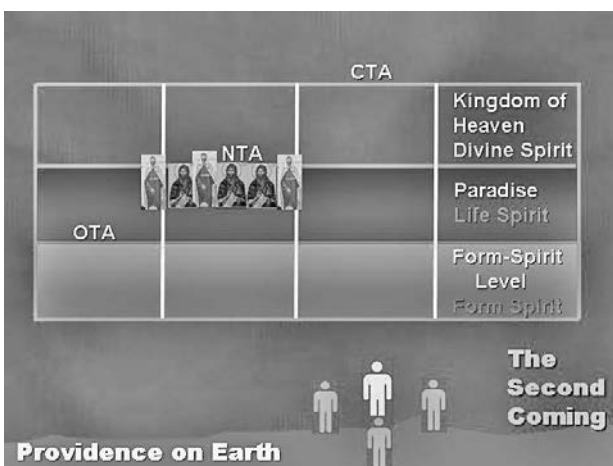 CTA
Kingdom of
Heaven
Divine Spirit
NTA
Paradise
Life Spirit
OTA
Form-Spirit
Level
Form Spirit
The
Second
Coming
Providence on Earth